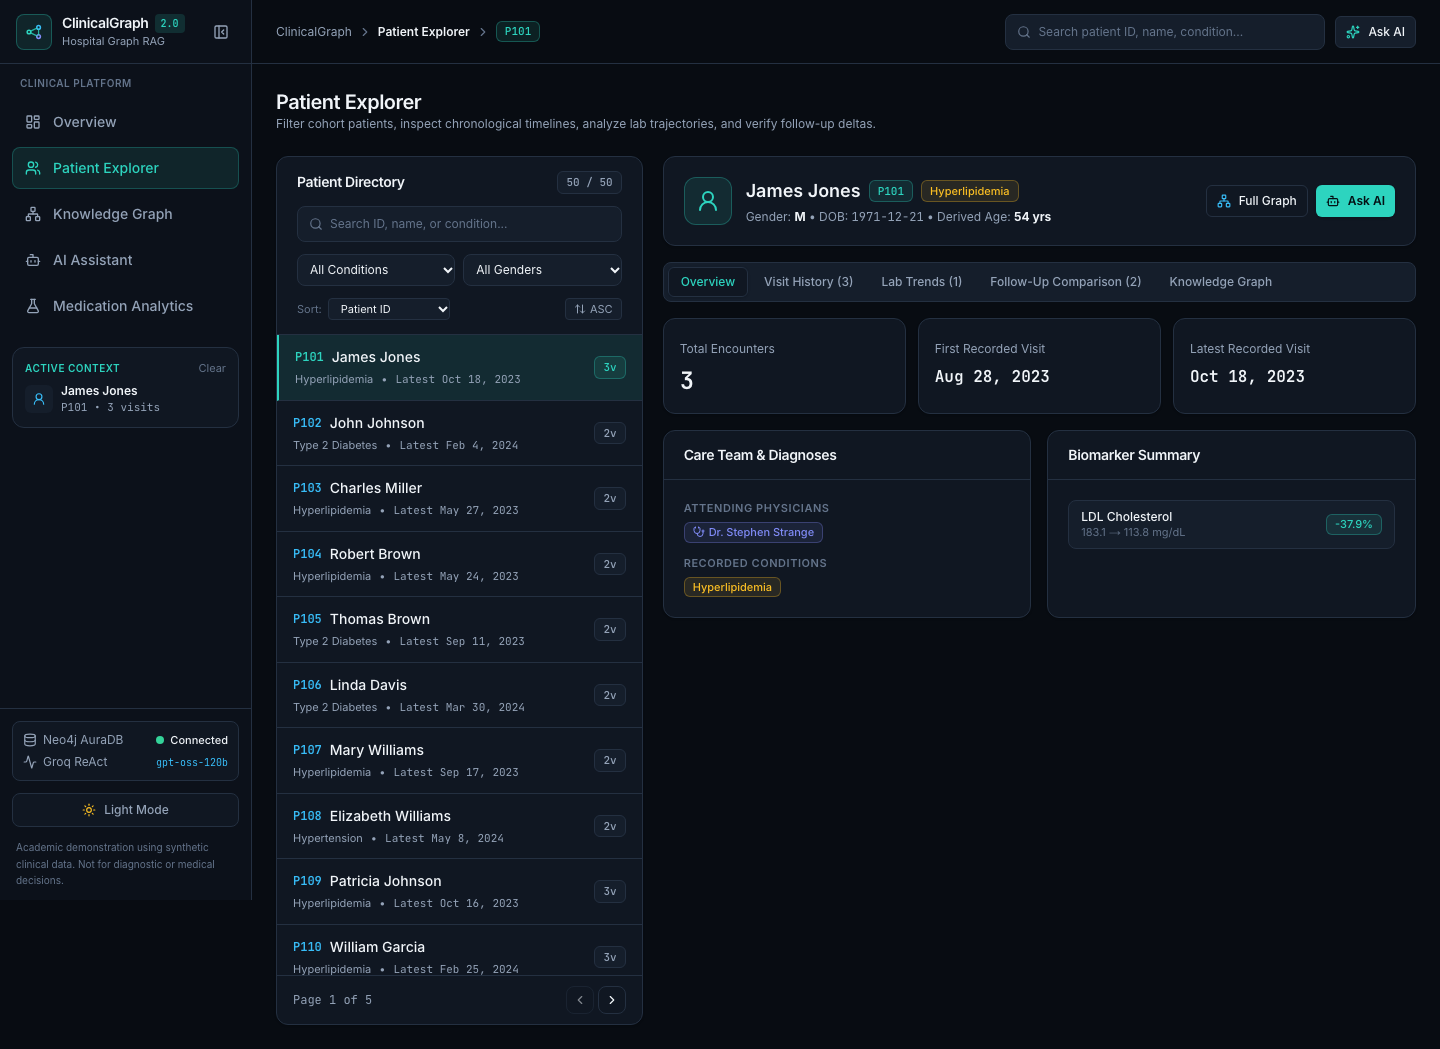 ClinicalGraph 2.0
Hospital Graph RAG
CLINICAL PLATFORM
Overview
Patient Explorer
Knowledge Graph
AI Assistant
Medication Analytics
ACTIVE CONTEXT Clear
James Jones
P101 • 3 visits
Neo4j AuraDB Connected
Groq ReAct gpt-oss-120b
Light Mode
Academic demonstration using synthetic
clinical data. Not for diagnostic or medical
decisions.
ClinicalGraph > Patient Explorer > P101
Search patient ID, name, condition...
Ask AI
Patient Explorer
Filter cohort patients, inspect chronological timelines, analyze lab trajectories, and verify follow-up deltas.
Patient Directory 50 / 50
Search ID, name, or condition...
All Conditions All Genders
Sort: Patient ID ASC
P101 James Jones 3v
Hyperlipidemia • Latest Oct 18, 2023
P102 John Johnson 2v
Type 2 Diabetes • Latest Feb 4, 2024
P103 Charles Miller 2v
Hyperlipidemia • Latest May 27, 2023
P104 Robert Brown 2v
Hyperlipidemia • Latest May 24, 2023
P105 Thomas Brown 2v
Type 2 Diabetes • Latest Sep 11, 2023
P106 Linda Davis 2v
Type 2 Diabetes • Latest Mar 30, 2024
P107 Mary Williams 2v
Hyperlipidemia • Latest Sep 17, 2023
P108 Elizabeth Williams 2v
Hypertension • Latest May 8, 2024
P109 Patricia Johnson 3v
Hyperlipidemia • Latest Oct 16, 2023
P110 William Garcia 3v
Hyperlipidemia • Latest Feb 25, 2024
Page 1 of 5
James Jones P101 Hyperlipidemia
Gender: M • DOB: 1971-12-21 • Derived Age: 54 yrs
Full Graph
Ask AI
Overview
Visit History (3)
Lab Trends (1)
Follow-Up Comparison (2)
Knowledge Graph
Total Encounters
3
First Recorded Visit
Aug 28, 2023
Latest Recorded Visit
Oct 18, 2023
Care Team & Diagnoses
ATTENDING PHYSICIANS
Dr. Stephen Strange
RECORDED CONDITIONS
Hyperlipidemia
Biomarker Summary
LDL Cholesterol
183.1 → 113.8 mg/dL
-37.9%